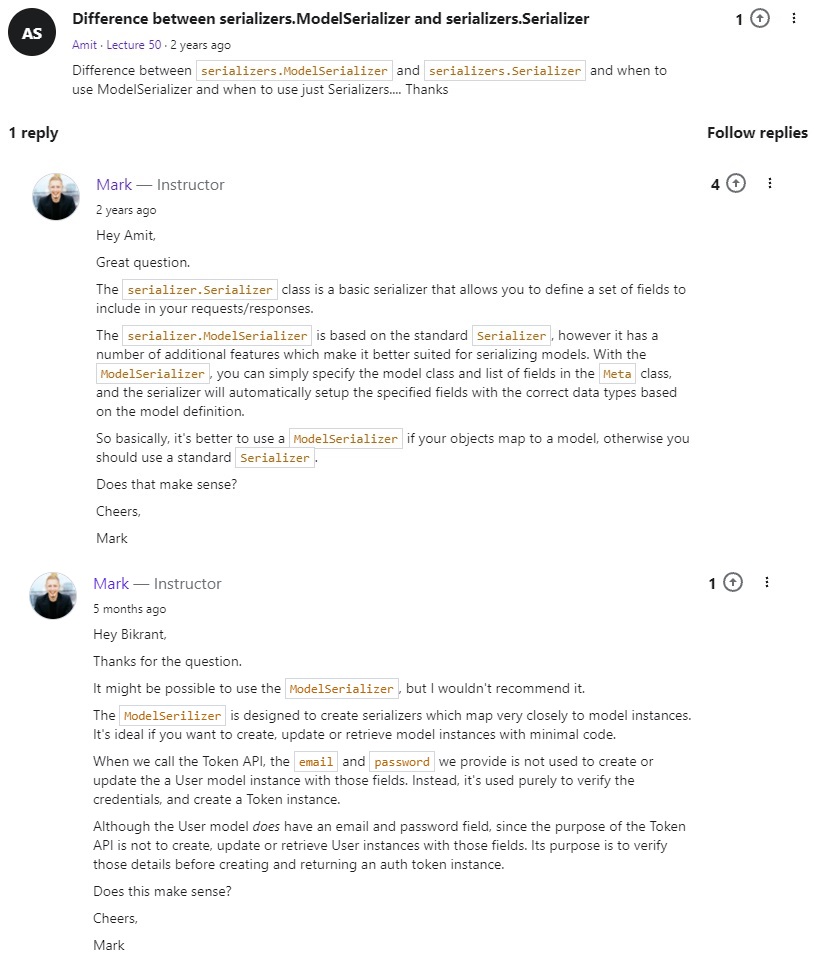 AS
Difference between serializers.ModelSerializer and serializers.Serializer
1
Amit · Lecture 50 · 2 years ago
Difference between serializers.ModelSerializer and serializers.Serializer and when to
use ModelSerializer and when to use just Serializers.... Thanks
1 reply
Follow replies
Mark — Instructor
4
2 years ago
Hey Amit,
Great question.
The serializer.Serializer class is a basic serializer that allows you to define a set of fields to
include in your requests/responses.
The serializer.ModelSerializer is based on the standard Serializer, however it has a
number of additional features which make it better suited for serializing models. With the
ModelSerializer, you can simply specify the model class and list of fields in the Meta class,
and the serializer will automatically setup the specified fields with the correct data types based
on the model definition.
So basically, it's better to use a ModelSerializer if your objects map to a model, otherwise you
should use a standard Serializer.
Does that make sense?
Cheers,
Mark
Mark — Instructor
1
5 months ago
Hey Bikrant,
Thanks for the question.
It might be possible to use the ModelSerializer, but I wouldn't recommend it.
The ModelSerilizer is designed to create serializers which map very closely to model instances.
It's ideal if you want to create, update or retrieve model instances with minimal code.
When we call the Token API, the email and password we provide is not used to create or
update the a User model instance with those fields. Instead, it's used purely to verify the
credentials, and create a Token instance.
Although the User model does have an email and password field, since the purpose of the Token
API is not to create, update or retrieve User instances with those fields. Its purpose is to verify
those details before creating and returning an auth token instance.
Does this make sense?
Cheers,
Mark